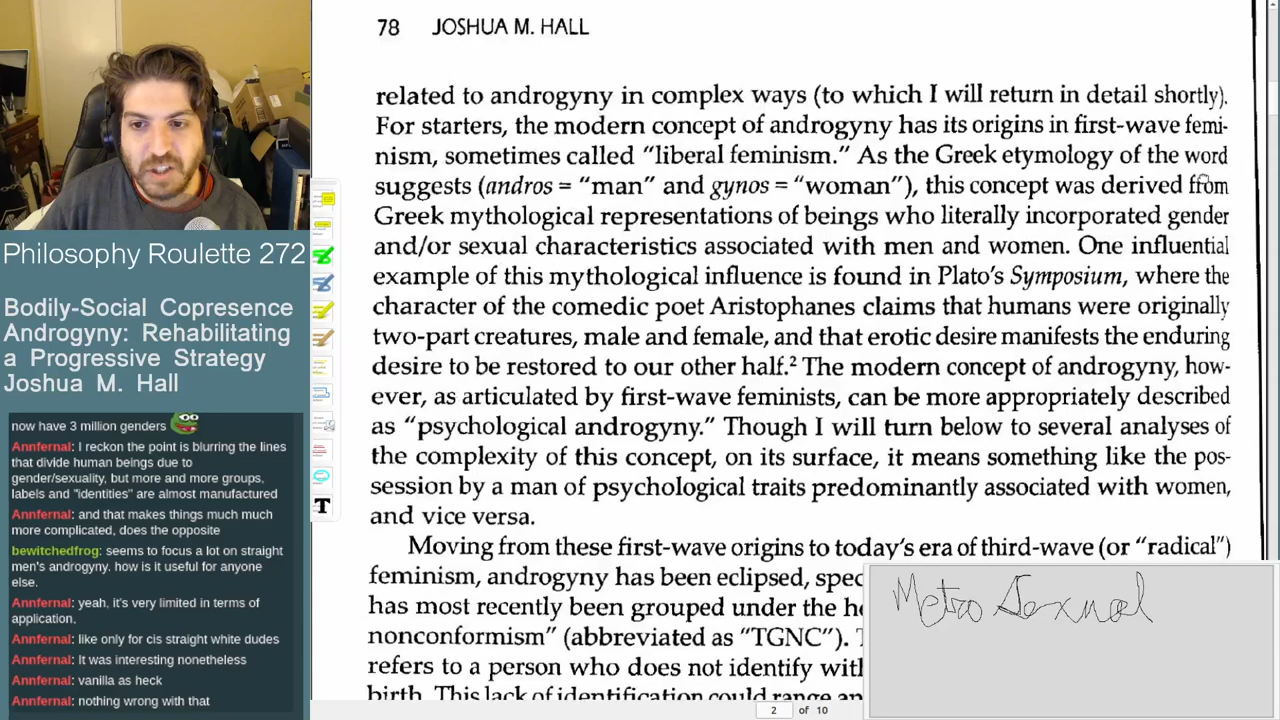 78 JOSHUA M. HALL
related to androgyny in complex ways (to which I will return in detail shortly).
For starters, the modern concept of androgyny has its origins in first-wave femi-
nism, sometimes called “liberal feminism.” As the Greek etymology of the word
suggests (andros = “man” and gynos = “woman”), this concept was derived from
Greek mythological representations of beings who literally incorporated gender
and/or sexual characteristics associated with men and women. One influential
example of this mythological influence is found in Plato’s Symposium, where the
character of the comedic poet Aristophanes claims that humans were originally
two-part creatures, male and female, and that erotic desire manifests the enduring
desire to be restored to our other half.² The modern concept of androgyny, how-
ever, as articulated by first-wave feminists, can be more appropriately described
as “psychological androgyny.” Though I will turn below to several analyses of
the complexity of this concept, on its surface, it means something like the pos-
session by a man of psychological traits predominantly associated with women,
and vice versa.
Moving from these first-wave origins to today’s era of third-wave (or “radical”)
feminism, androgyny has been eclipsed, spec
has most recently been grouped under the he
nonconformism” (abbreviated as “TGNC”).
refers to a person who does not identify with
birth. This lack of identification could range an
Metro Sexual
2 of 10
T
Philosophy Roulette 272
Bodily-Social Copresence
Androgyny: Rehabilitating
a Progressive Strategy
Joshua M. Hall
now have 3 million genders
Annfernal: I reckon the point is blurring the lines
that divide human beings due to
gender/sexuality, but more and more groups,
labels and "identities" are almost manufactured
Annfernal: and that makes things much much
more complicated, does the opposite
bewitchedfrog: seems to focus a lot on straight
men's androgyny. how is it useful for anyone
else.
Annfernal: yeah, it's very limited in terms of
application,
Annfernal: like only for cis straight white dudes
Annfernal: It was interesting nonetheless
Annfernal: vanilla as heck
Annfernal: nothing wrong with that